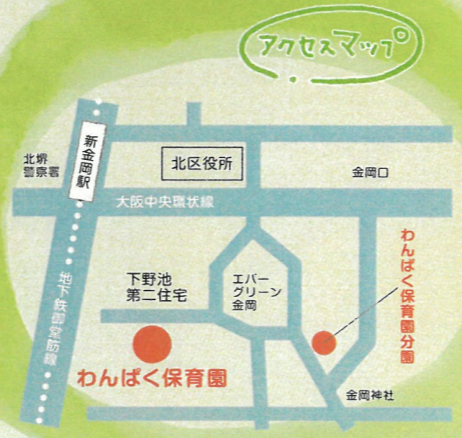 アクセスマップ
新金岡駅
北堺
警察署
北区役所
金岡口
大阪中央環状線
わんぱく保育園分園
下野池
第二住宅
エバー
グリーン
金岡
地下鉄御堂筋線
わんぱく保育園
金岡神社